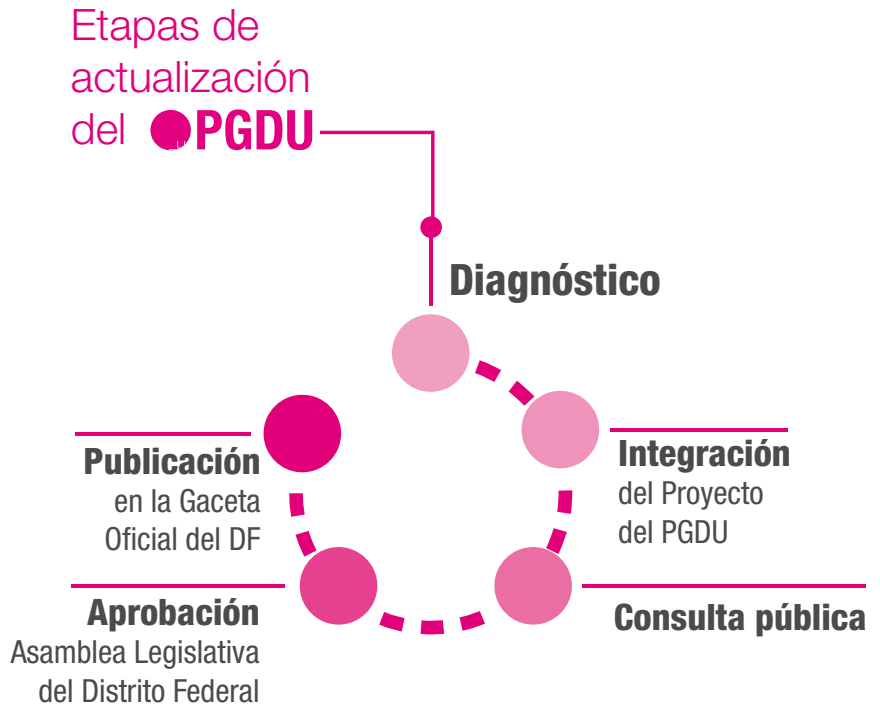 Etapas de
actualización
del PGDU
Diagnóstico
Integración
del Proyecto
del PGDU
Consulta pública
Aprobación
Asamblea Legislativa
del Distrito Federal
Publicación
en la Gaceta
Oficial del DF